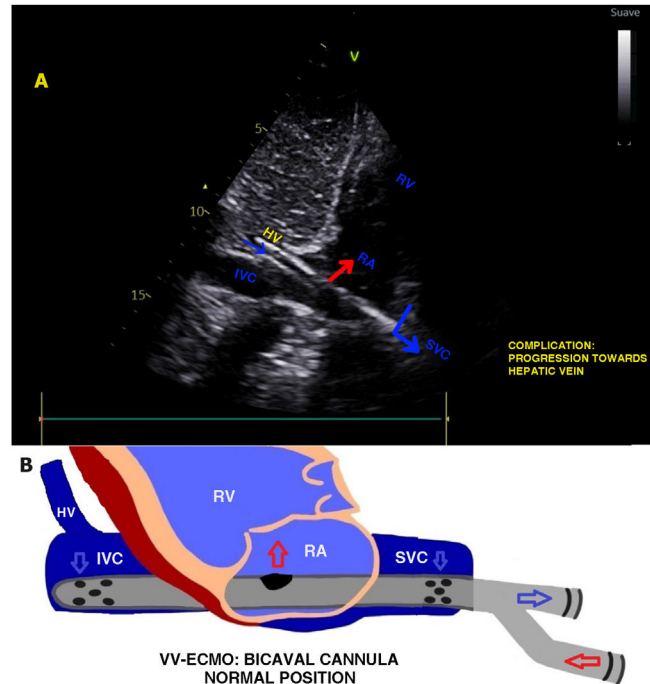 Suave
V
A
5
RV
10
HV
RA
IVC
15
SVC
COMPLICATION:
PROGRESSION TOWARDS
HEPATIC VEIN
B
RV
HV
IVC
RA
SVC
VV-ECMO: BICAVAL CANNULA
NORMAL POSITION